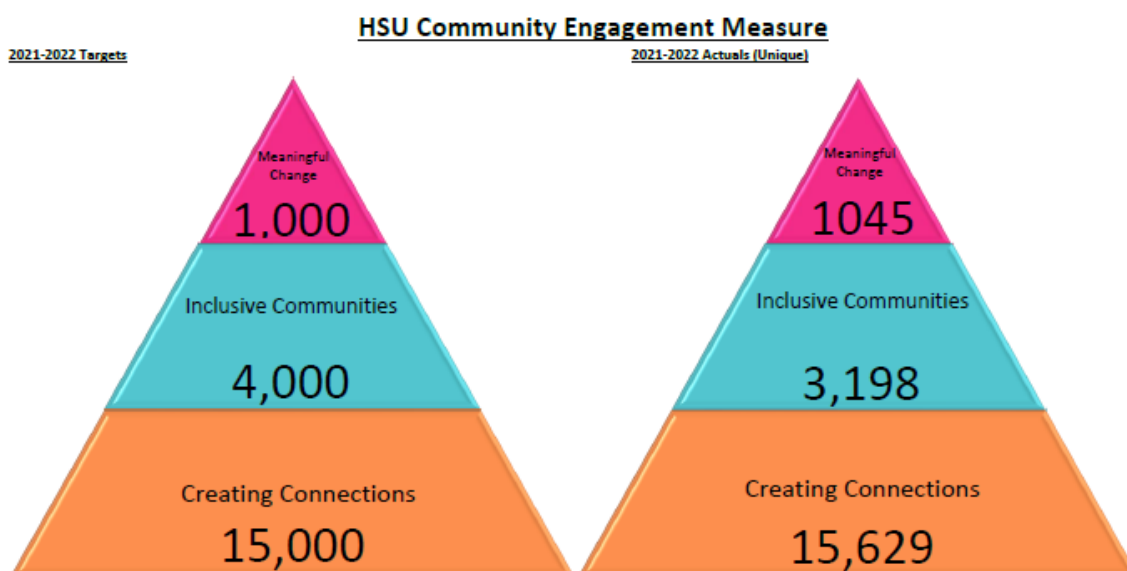 HSU Community Engagement Measure
2021-2022 Targets
2021-2022 Actuals (Unique)
Meaningful
Change
1,000
Inclusive Communities
4,000
Creating Connections
15,000
Meaningful
Change
1045
Inclusive Communities
3,198
Creating Connections
15,629